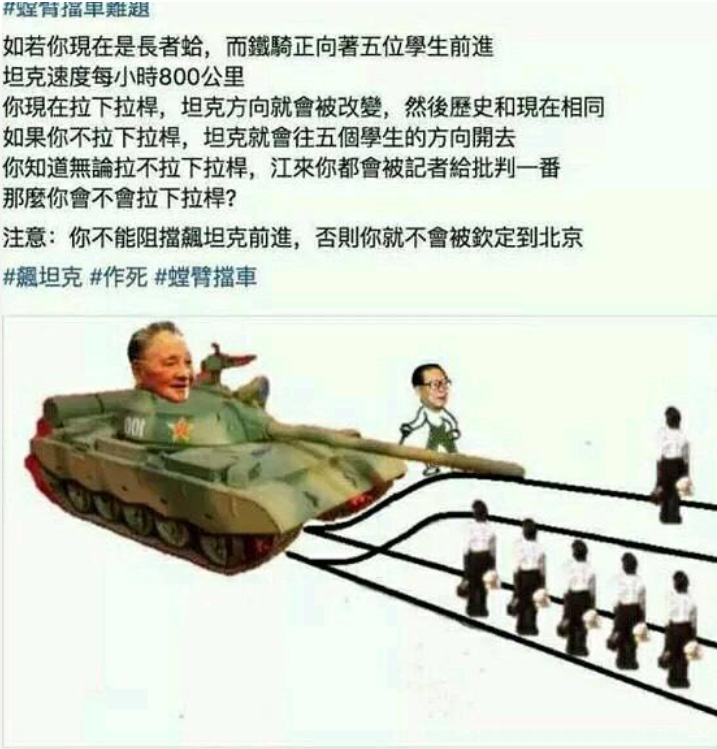 #螳臂擋車難題
如若你現在是長者蛤，而鐵騎正向著五位學生前進
坦克速度每小時800公里
你現在拉下拉桿，坦克方向就會被改變，然後歷史和現在相同
如果你不拉下拉桿，坦克就會往五個學生的方向開去
你知道無論拉不拉下拉桿，江來你都會被記者給批判一番
那麼你會不會拉下拉桿?
注意：你不能阻擋飆坦克前進，否則你就不會被欽定到北京
#飆坦克 #作死 #螳臂擋車
001